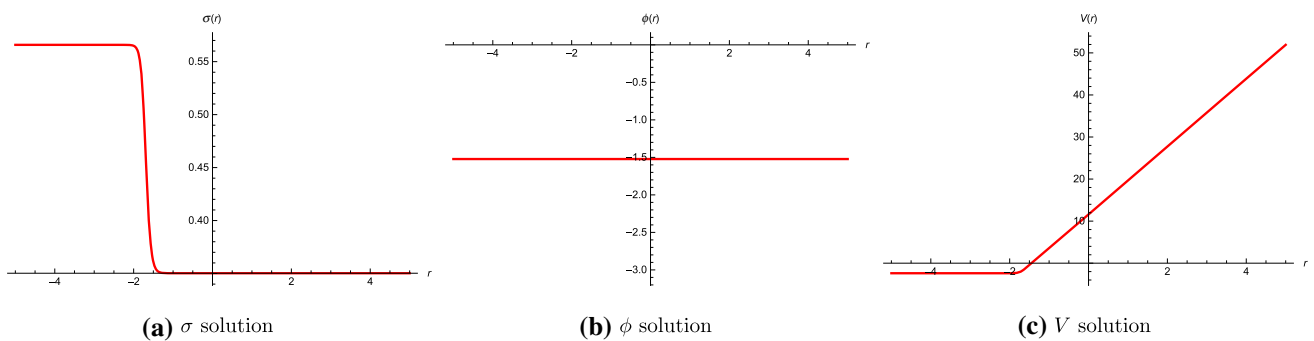 σ(r)
0.55
0.50
0.45
0.40
−4 −2 2 4 r
(a) σ solution
ϕ(r)
−4 −2 2 4 r
−0.5
−1.0
−1.5
−2.0
−2.5
−3.0
(b) ϕ solution
V(r)
50
40
30
20
10
−4 −2 2 4 r
(c) V solution